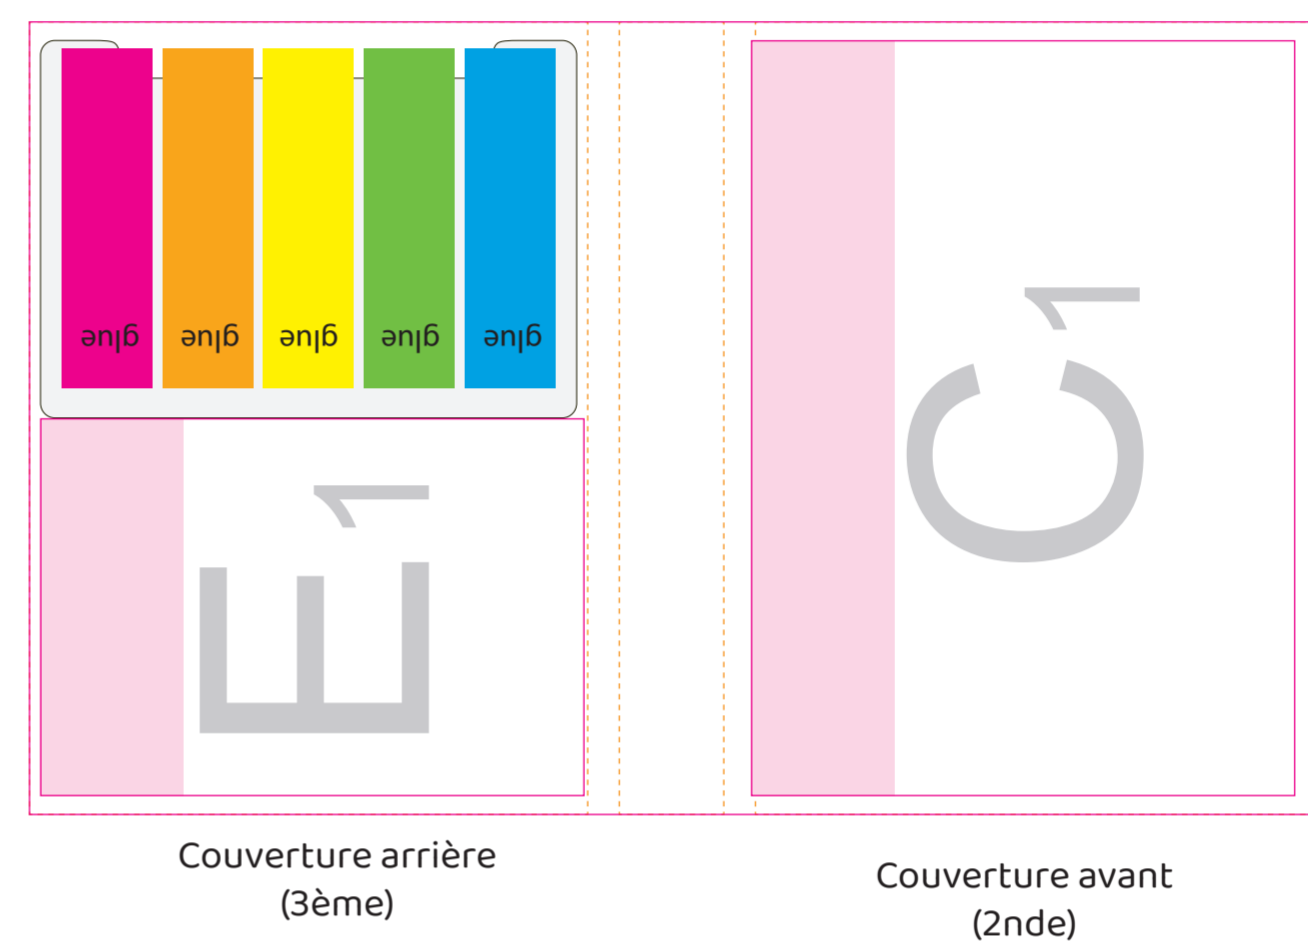 glue glue glue glue glue
E1
C1
Couverture arrière
(3ème)
Couverture avant
(2nde)